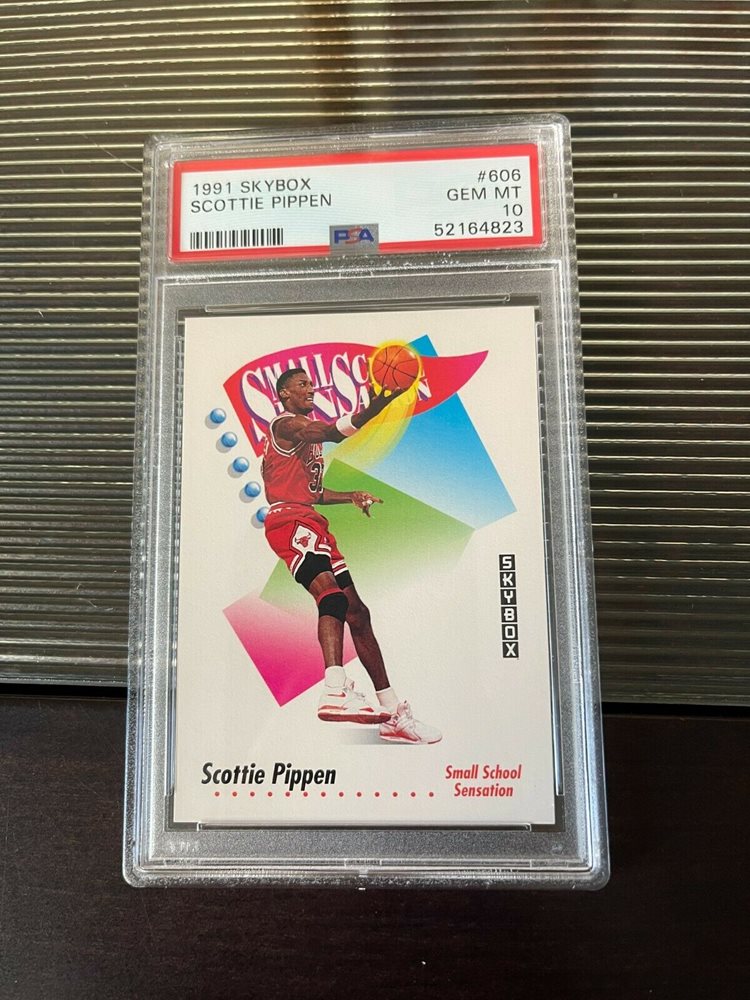 1991 SKYBOX
SCOTTIE PIPPEN
#606
GEM MT
10
52164823
PSA
SMALL SCHOOL
SENSATION
SKYBOX
Scottie Pippen
Small School
Sensation